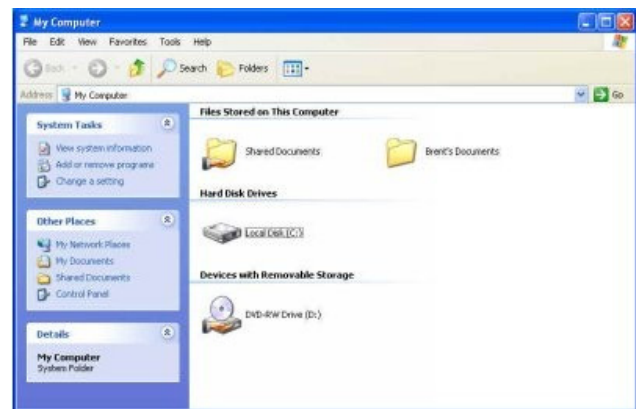 My Computer
File Edit View Favorites Tools Help
Back Search Folders
Address My Computer Go
System Tasks
View system information
Add or remove programs
Change a setting
Other Places
My Network Places
My Documents
Shared Documents
Control Panel
Details
My Computer
System Folder
Files Stored on This Computer
Shared Documents Brent's Documents
Hard Disk Drives
Local Disk (C:)
Devices with Removable Storage
DVD-RW Drive (D:)